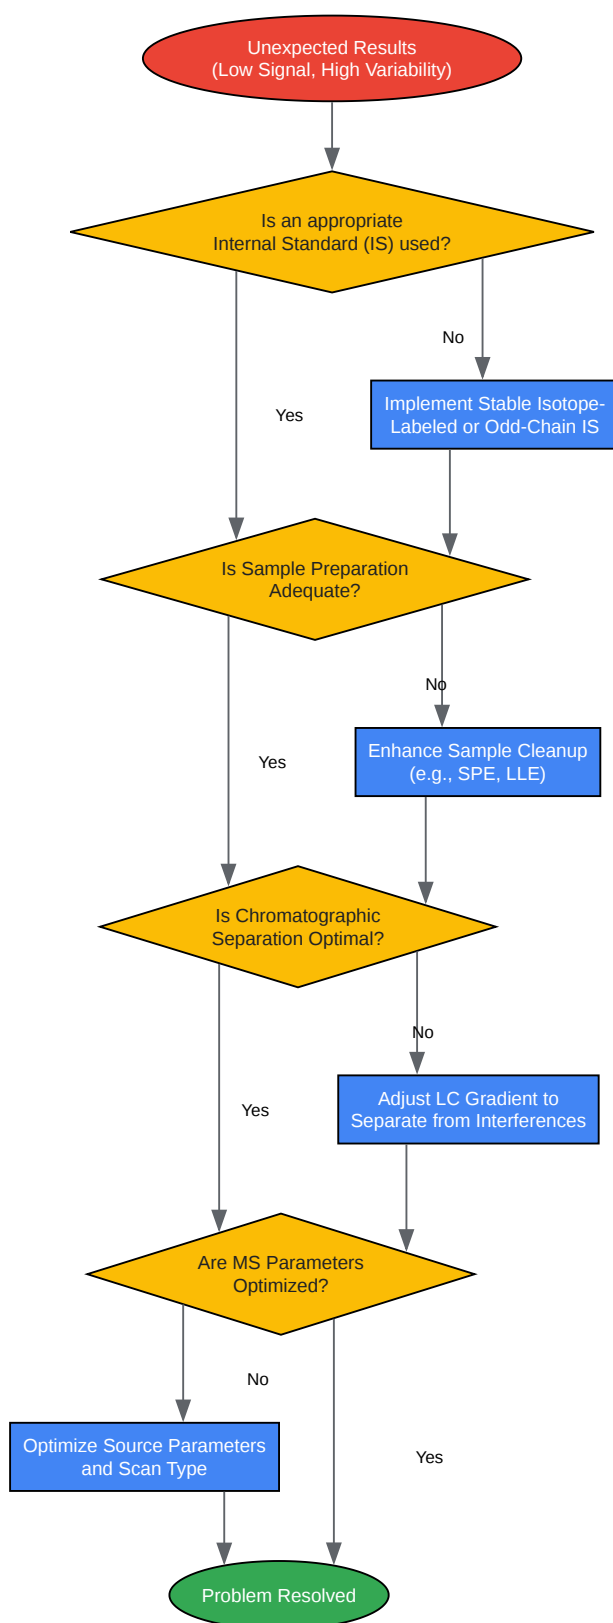 Unexpected Results
(Low Signal, High Variability)
Is an appropriate
Internal Standard (IS) used?
No
Implement Stable Isotope-
Labeled or Odd-Chain IS
Yes
Is Sample Preparation
Adequate?
No
Enhance Sample Cleanup
(e.g., SPE, LLE)
Yes
Is Chromatographic
Separation Optimal?
No
Adjust LC Gradient to
Separate from Interferences
Yes
Are MS Parameters
Optimized?
No
Optimize Source Parameters
and Scan Type
Yes
Problem Resolved